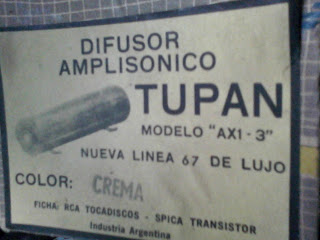 DIFUSOR
AMPLISONICO
TUPAN
MODELO "AX1-3"
NUEVA LINEA 67 DE LUJO
COLOR: CREMA
FICHA: RCA TOCADISCOS - SPICA TRANSISTOR
Industria Argentina